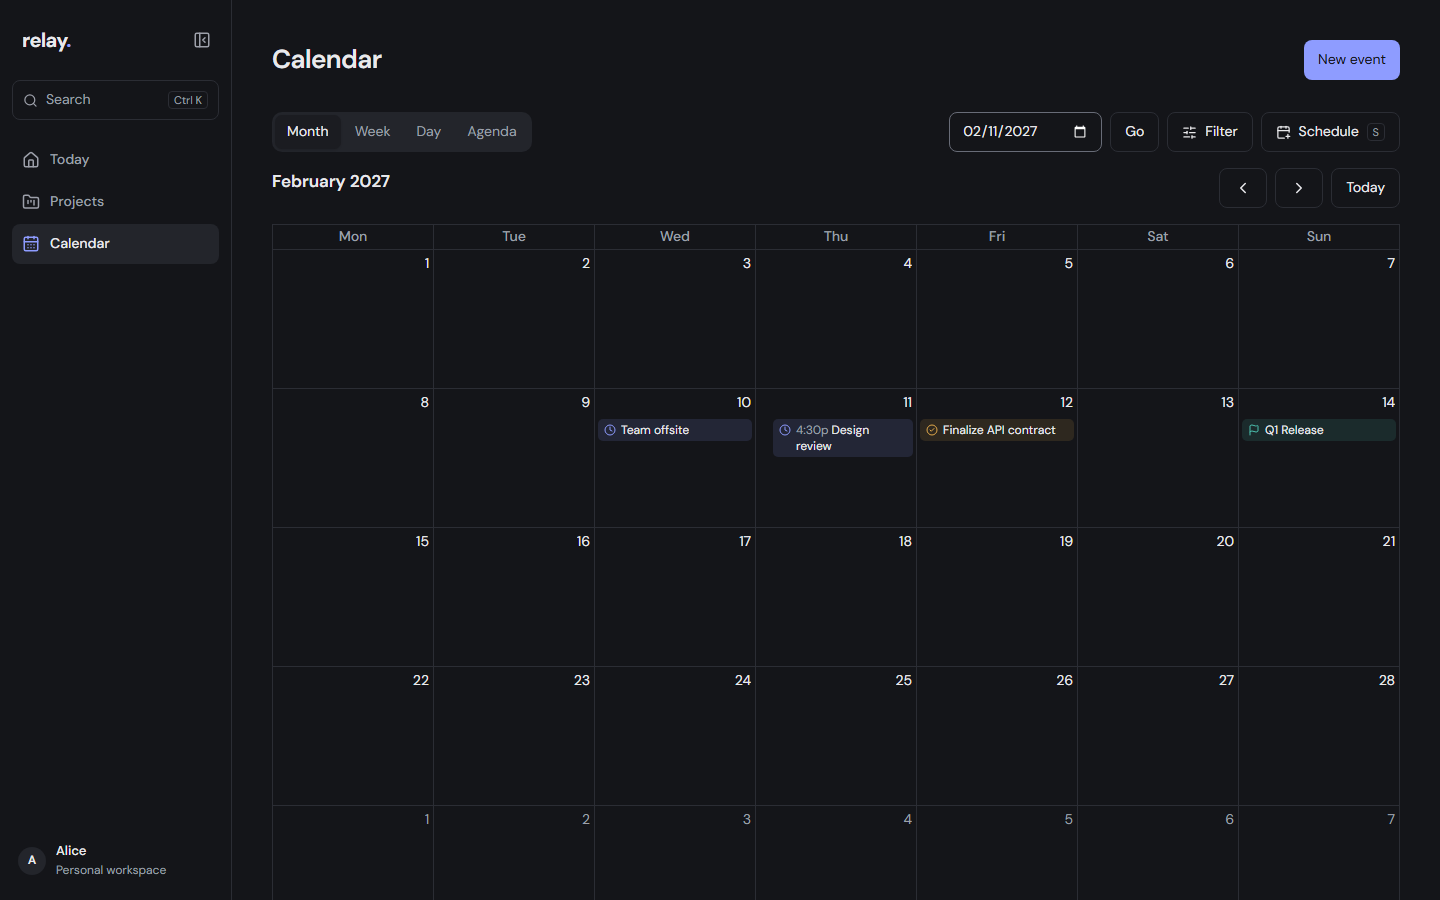 relay.
Search Ctrl K
Today
Projects
Calendar
Alice
A
Personal workspace
Calendar
New event
Month Week Day Agenda
02/11/2027 Go Filter Schedule S
February 2027
Today
Mon Tue Wed Thu Fri Sat Sun
1 2 3 4 5 6 7
8 9 10 11 12 13 14
Team offsite
4:30p Design
review
Finalize API contract
Q1 Release
15 16 17 18 19 20 21
22 23 24 25 26 27 28
1 2 3 4 5 6 7